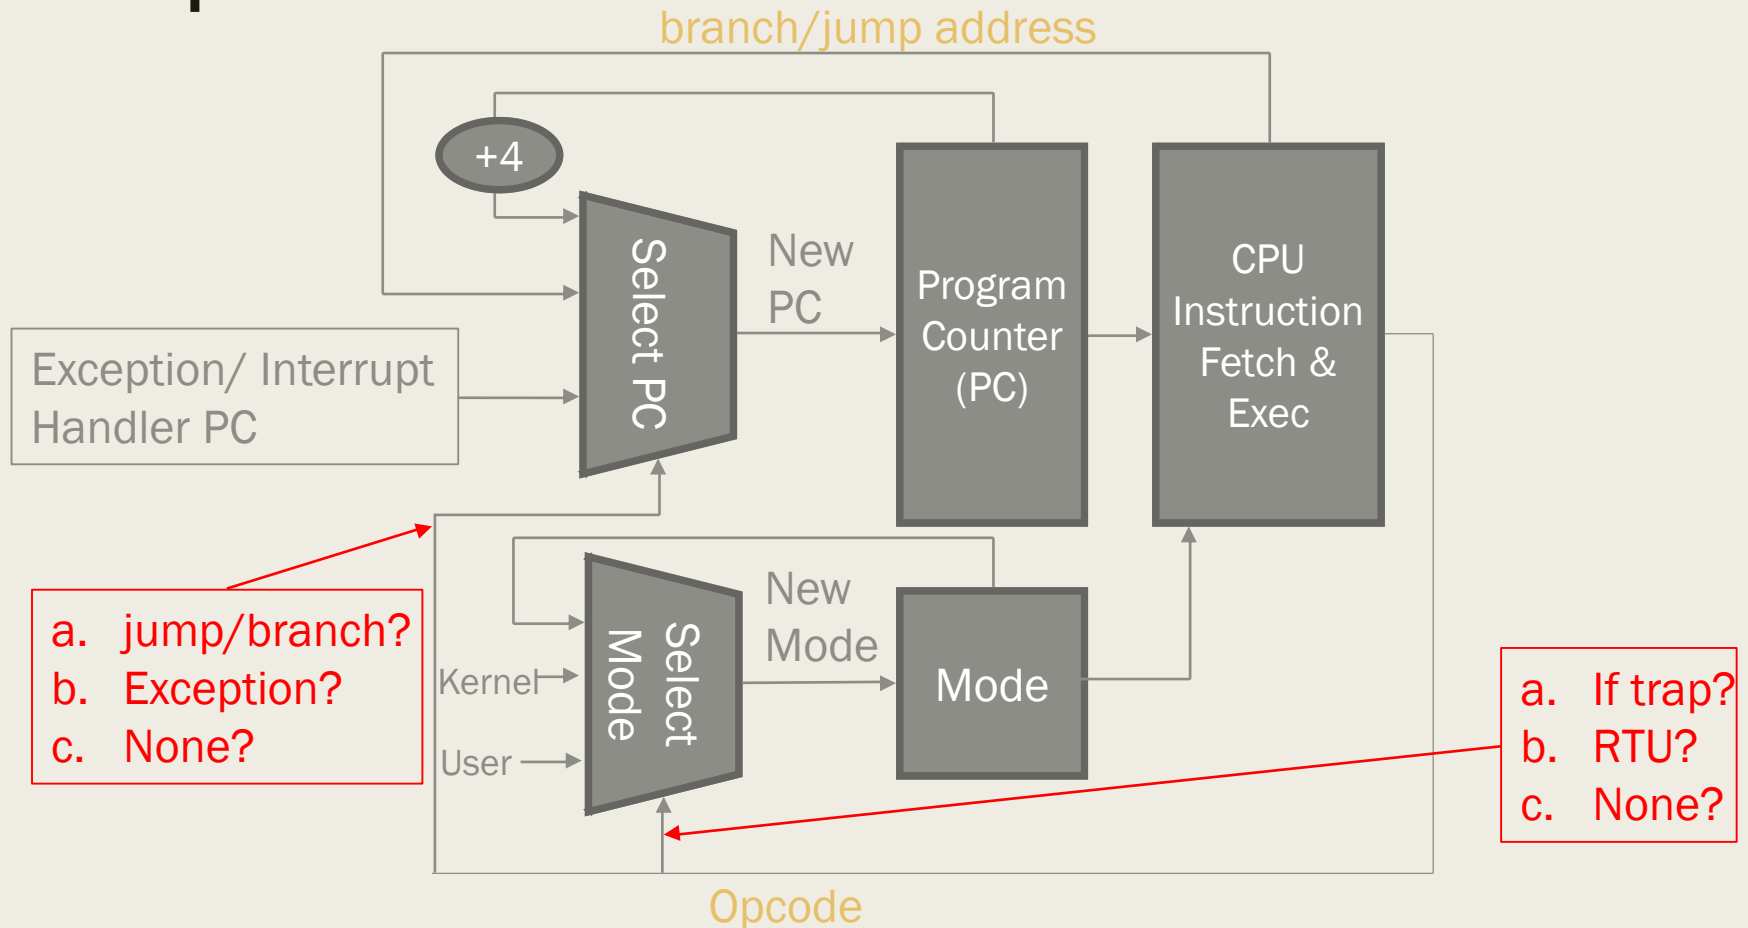 branch/jump address
+4
Select PC
New
PC
Program
Counter
(PC)
CPU
Instruction
Fetch &
Exec
Exception/ Interrupt
Handler PC
a. jump/branch?
b. Exception?
c. None?
Kernel
User
Select
Mode
New
Mode
Mode
a. If trap?
b. RTU?
c. None?
Opcode